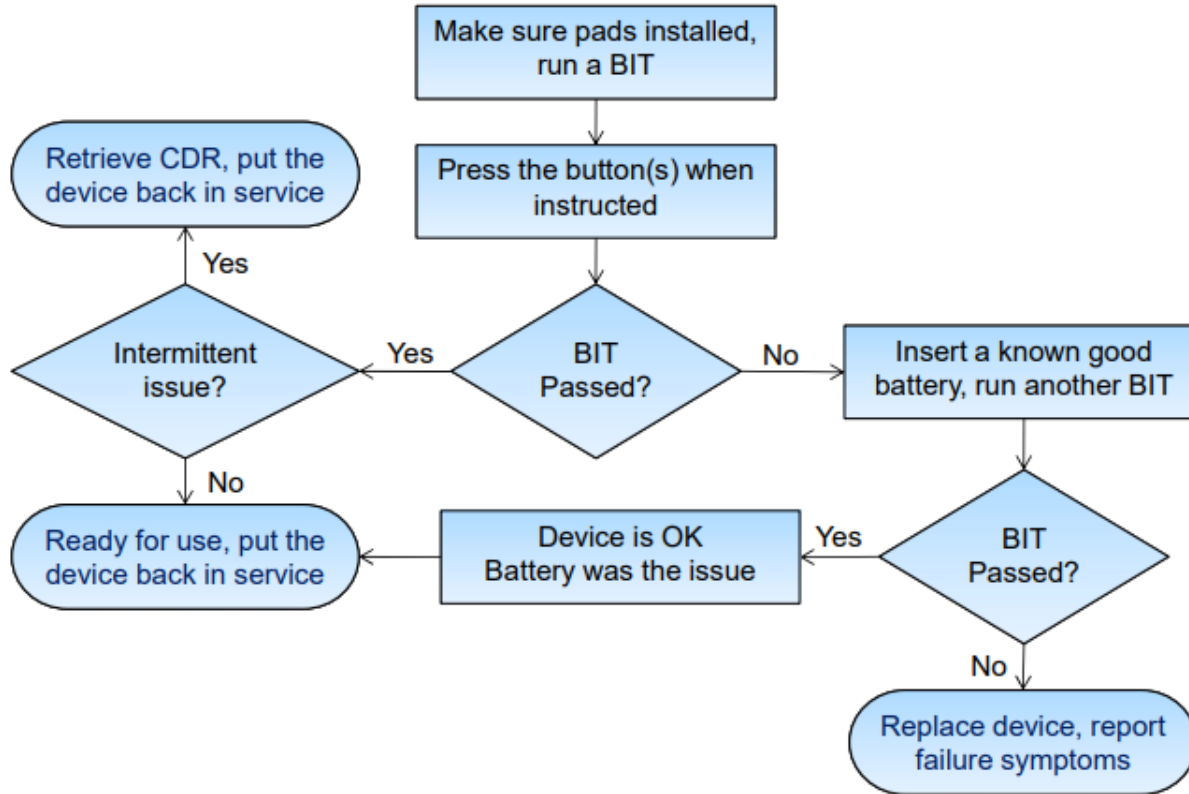 Make sure pads installed,
run a BIT
Press the button(s) when
instructed
Retrieve CDR, put the
device back in service
Yes
Intermittent
issue?
Yes
BIT
Passed?
No
Insert a known good
battery, run another BIT
No
Ready for use, put the
device back in service
Device is OK
Battery was the issue
Yes
BIT
Passed?
No
Replace device, report
failure symptoms